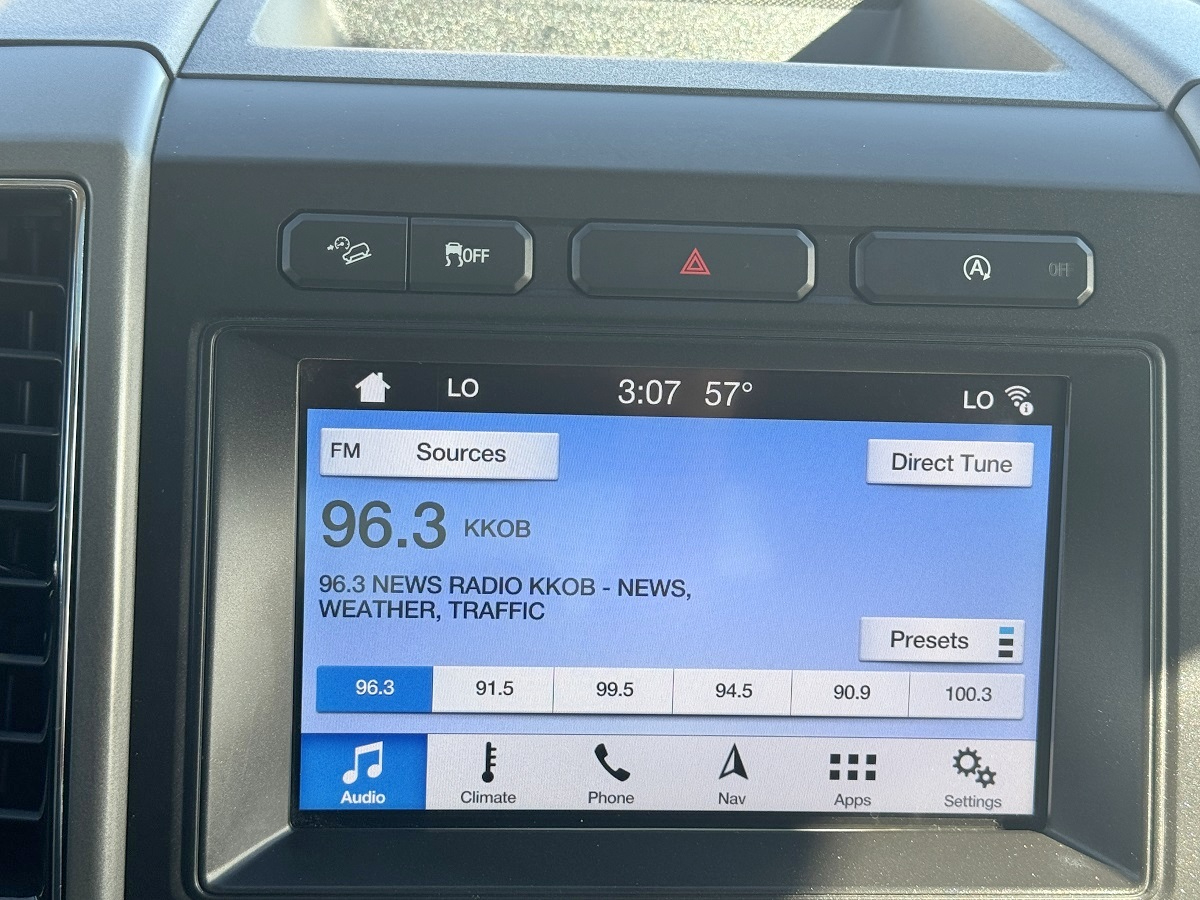 OFF
A OFF
LO 3:07 57° LO
FM Sources Direct Tune
96.3 KKOB
96.3 NEWS RADIO KKOB - NEWS,
WEATHER, TRAFFIC
Presets
96.3 91.5 99.5 94.5 90.9 100.3
Audio Climate Phone Nav Apps Settings